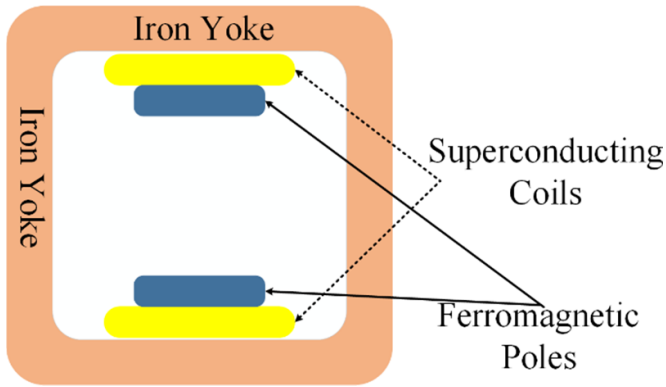 Iron Yoke
Iron Yoke
Superconducting
Coils
Ferromagnetic
Poles